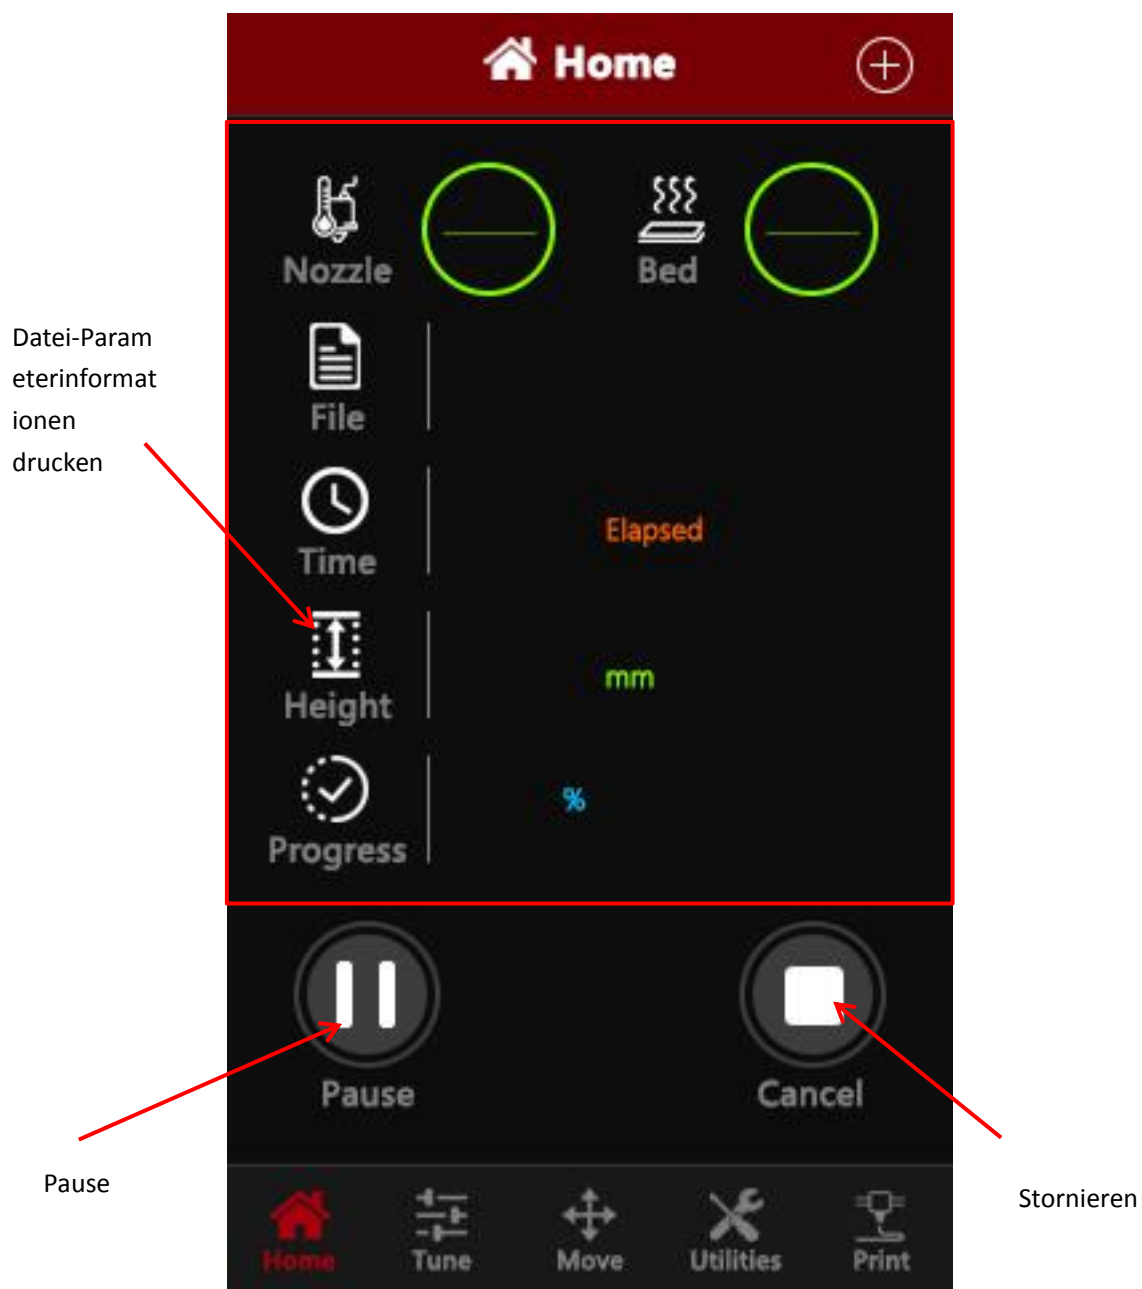 Home
Nozzle
Bed
Datei-Param
eterinformat
ionen
drucken
File
Time
Elapsed
Height
mm
Progress
%
Pause
Cancel
Pause
Stornieren
Home
Tune
Move
Utilities
Print